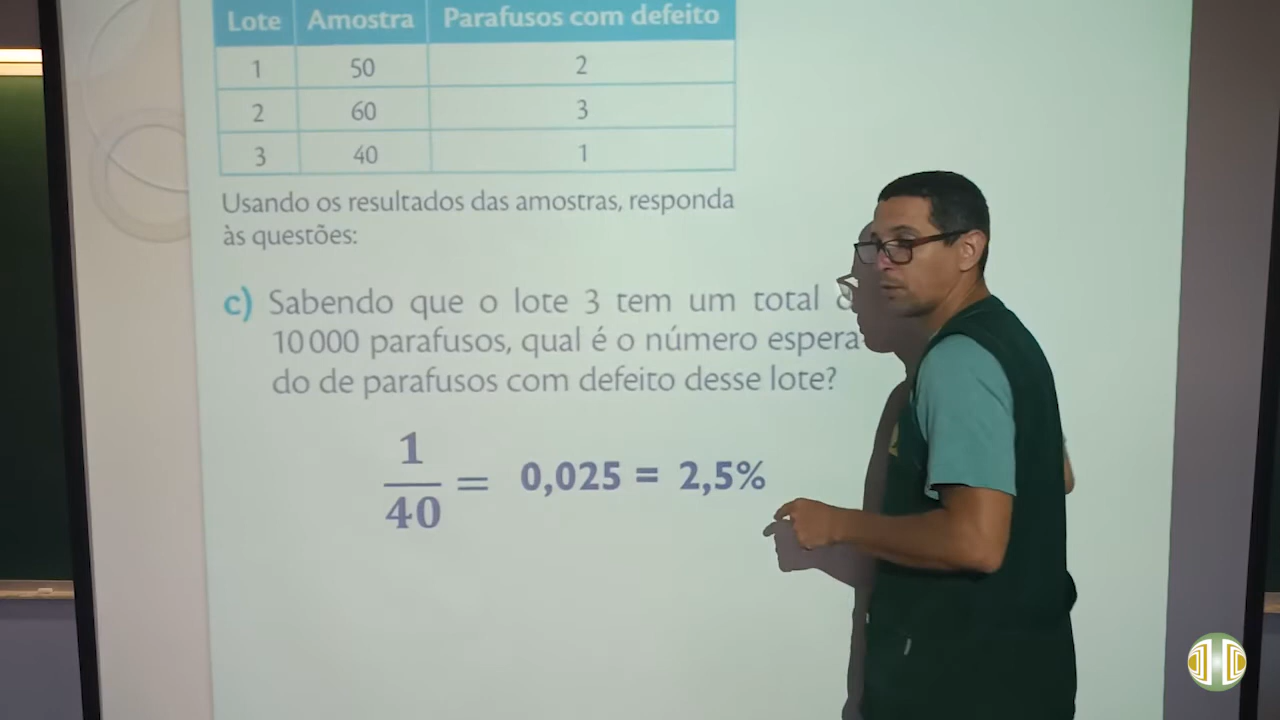 Lote Amostra Parafusos com defeito
1 50 2
2 60 3
3 40 1
Usando os resultados das amostras, responda
às questões:
c) Sabendo que o lote 3 tem um total
10 000 parafusos, qual é o número espera-
do de parafusos com defeito desse lote?
1
40
= 0,025 = 2,5%